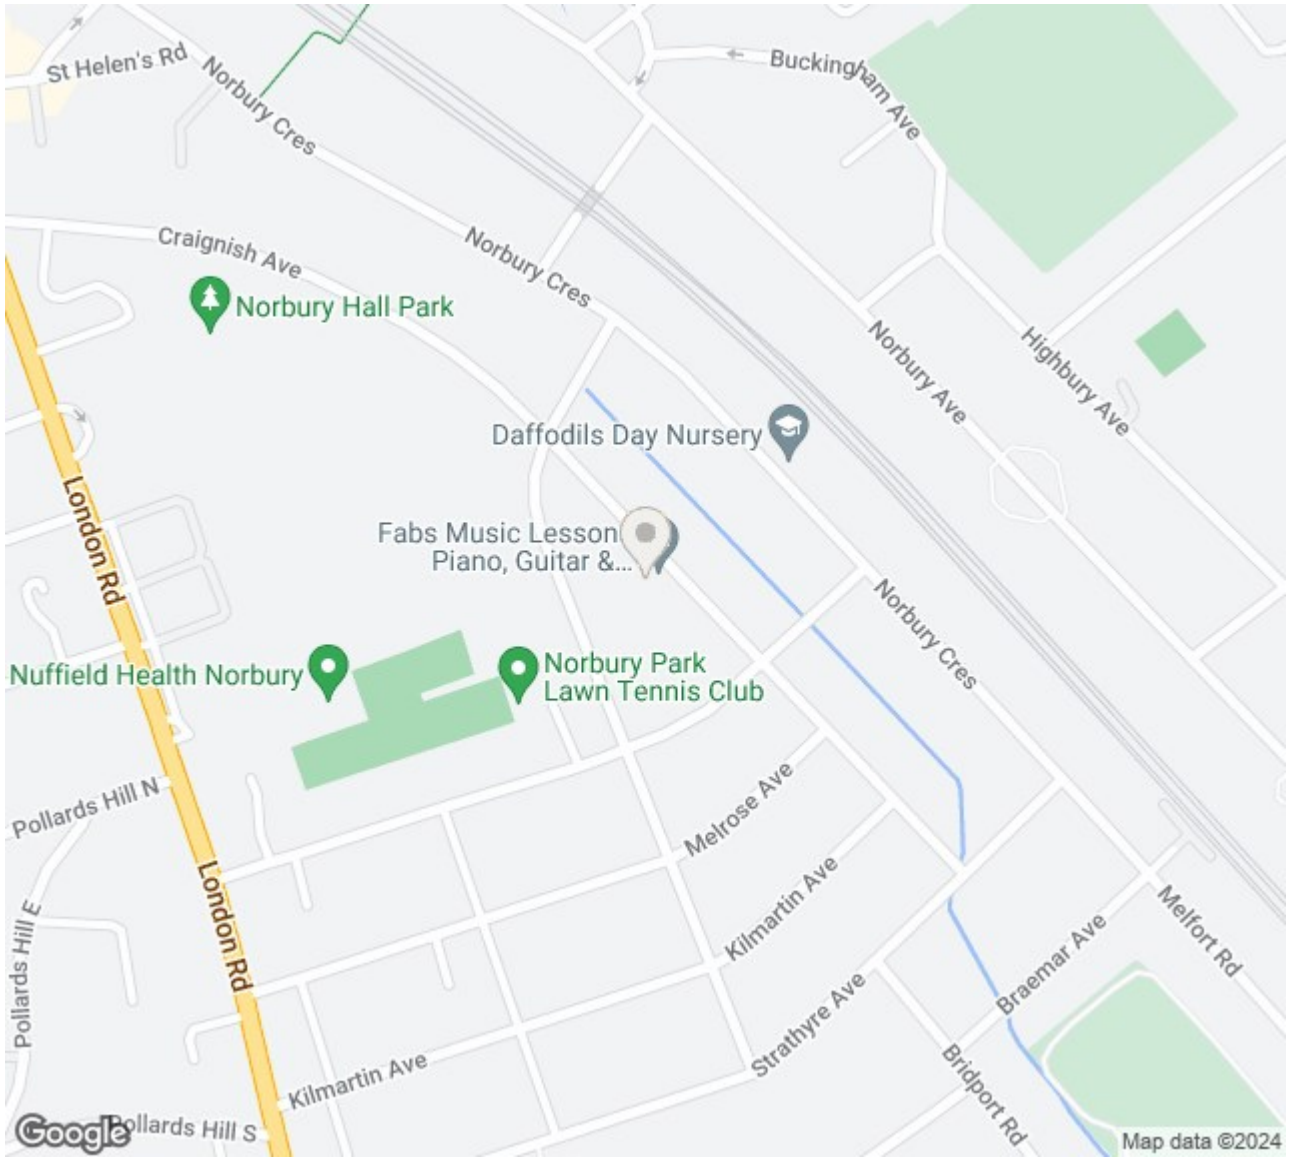 St Helen's Rd
Norbury Cres
Buckingham Ave
Craignish Ave
Norbury Cres
Norbury Hall Park
Norbury Ave
Highbury Ave
Daffodils Day Nursery
London Rd
Fabs Music Lesson
Piano, Guitar &...
Norbury Cres
Nuffield Health Norbury
Norbury Park
Lawn Tennis Club
Pollards Hill N
Melrose Ave
London Rd
Kilmartin Ave
Melfort Rd
Pollards Hill E
Braemar Ave
Strathyre Ave
Kilmartin Ave
Bridport Rd
Pollards Hill S
Google
Map data ©2024